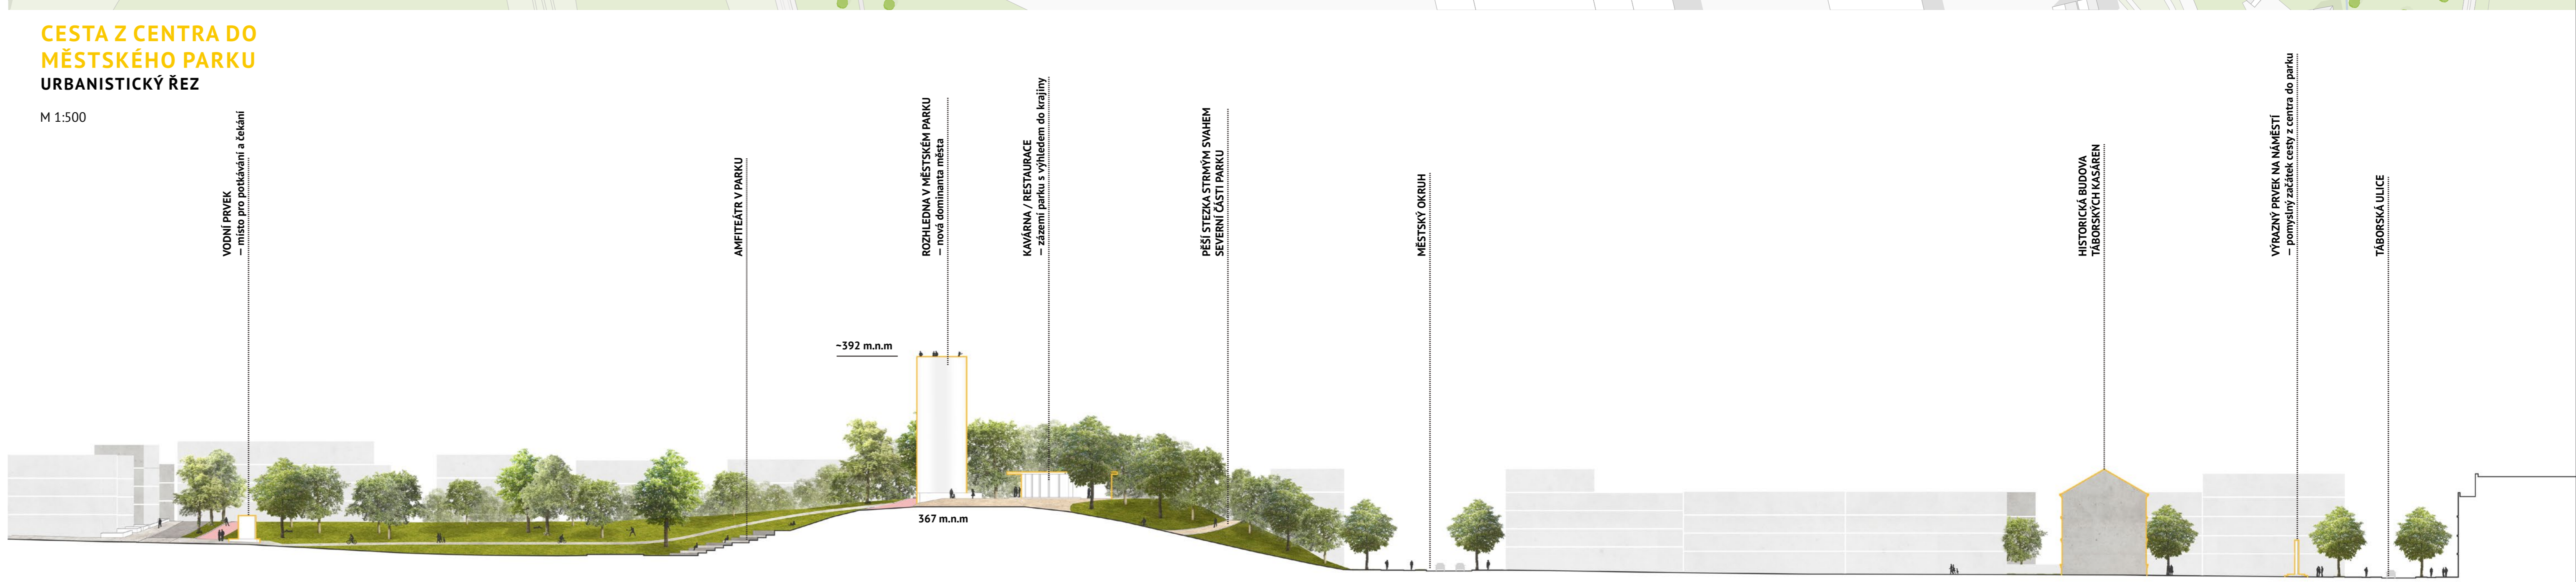 CESTA Z CENTRA DO
MĚSTSKÉHO PARKU
URBANISTICKÝ ŘEZ
M 1:500
VODNÍ PRVEK
— místo pro potkávání a čekání
AMFITEÁTR V PARKU
ROZHLEDNA V MĚSTSKÉM PARKU
— nová dominanta města
KAVÁRNA / RESTAURACE
— zázemí parku s výhledem do krajiny
PĚŠÍ STEZKA STRMÝM SVAHEM
SEVERNÍ ČÁSTI PARKU
MĚSTSKÝ OKRUH
HISTORICKÁ BUDOVA
TÁBORSKÝCH KASÁREN
VÝRAZNÝ PRVEK NA NÁMĚSTÍ
— pomyslný začátek cesty z centra do parku
TÁBORSKÁ ULICE
~392 m.n.m
367 m.n.m